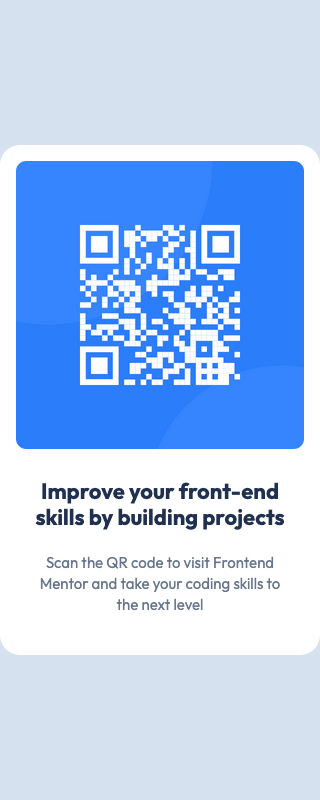 Improve your front-end
skills by building projects
Scan the QR code to visit Frontend
Mentor and take your coding skills to
the next level